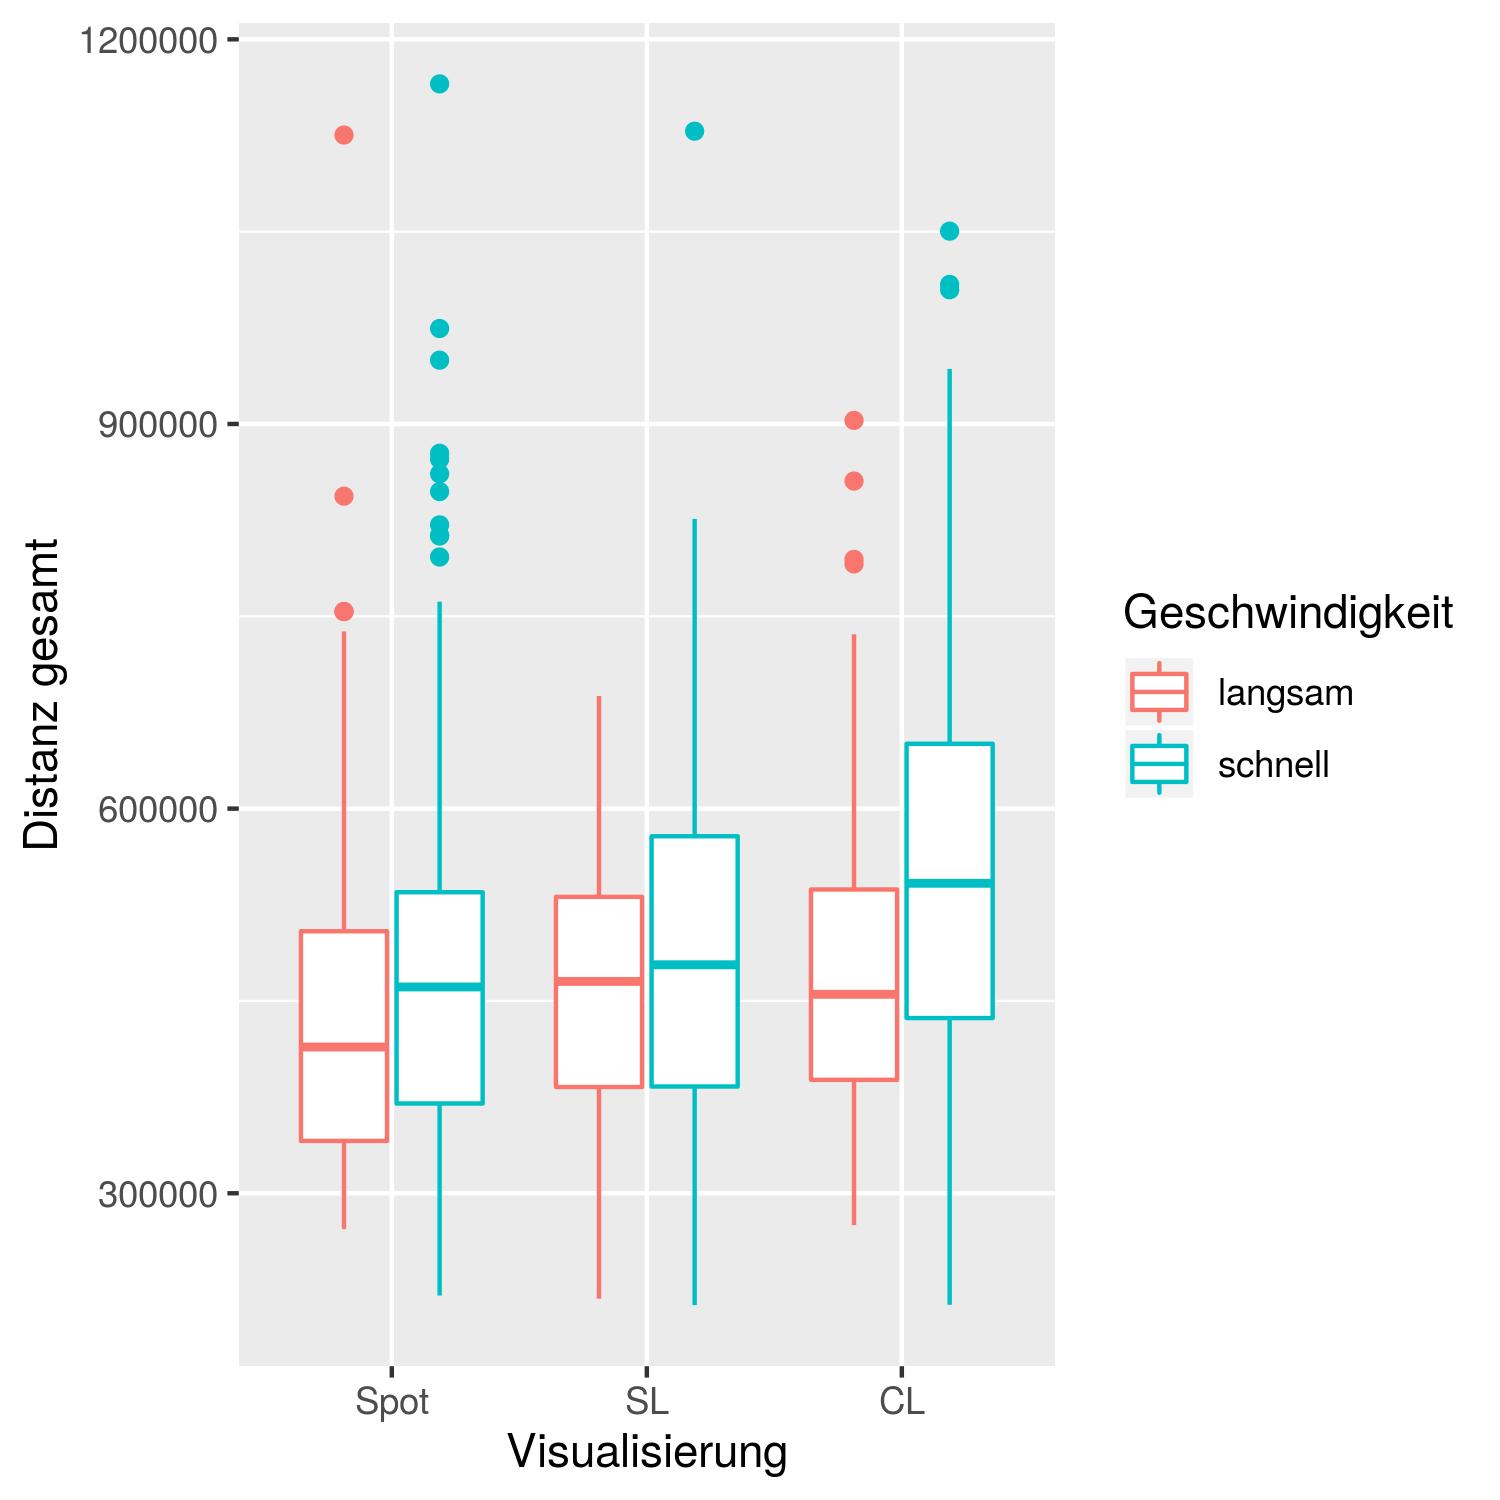 1200000
900000
600000
300000
Distanz gesamt
Spot
SL
CL
Visualisierung
Geschwindigkeit
langsam
schnell